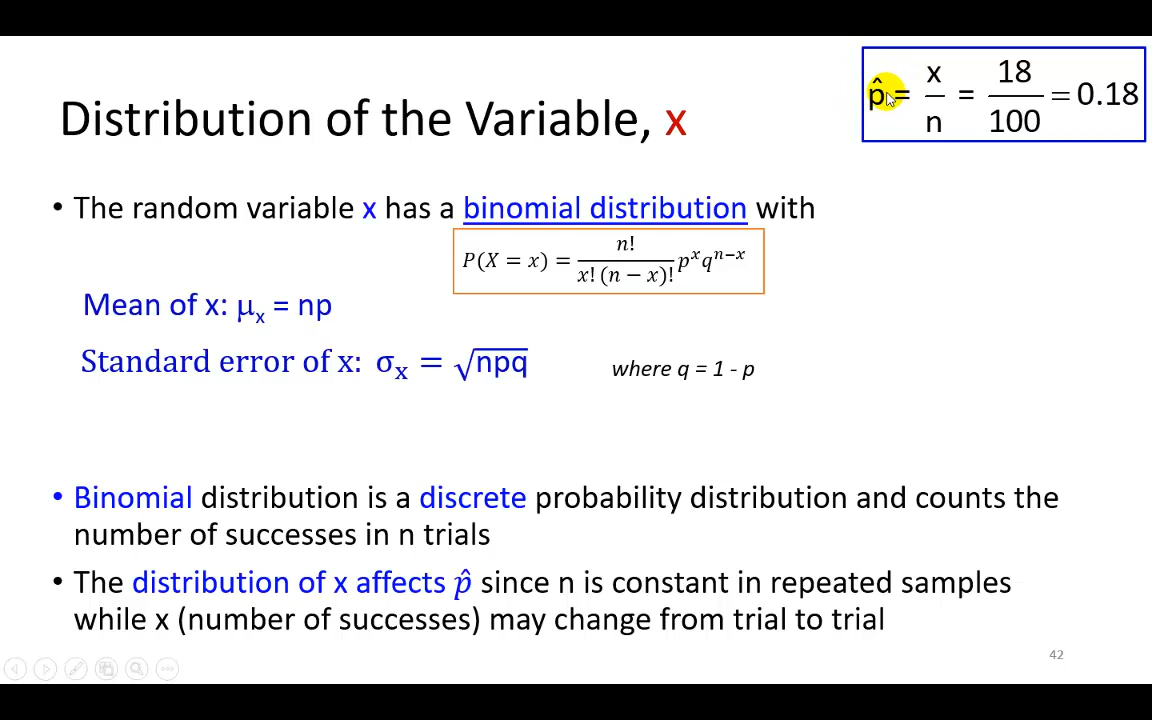 p̂ = x/n = 18/100 = 0.18
Distribution of the Variable, x
• The random variable x has a binomial distribution with
P(X = x) = n!/(x! (n − x)!) pˣqⁿ⁻ˣ
Mean of x: μₓ = np
Standard error of x: σₓ = √npq
where q = 1 - p
• Binomial distribution is a discrete probability distribution and counts the
number of successes in n trials
• The distribution of x affects p̂ since n is constant in repeated samples
while x (number of successes) may change from trial to trial
42